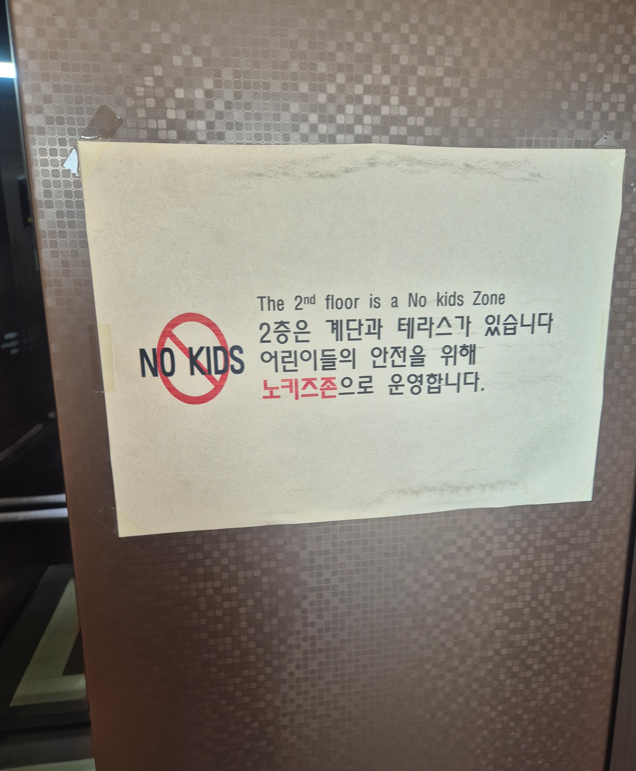 The 2nd floor is a No kids Zone
2층은 계단과 테라스가 있습니다
NO KIDS
어린이들의 안전을 위해
노키즈존으로 운영합니다.